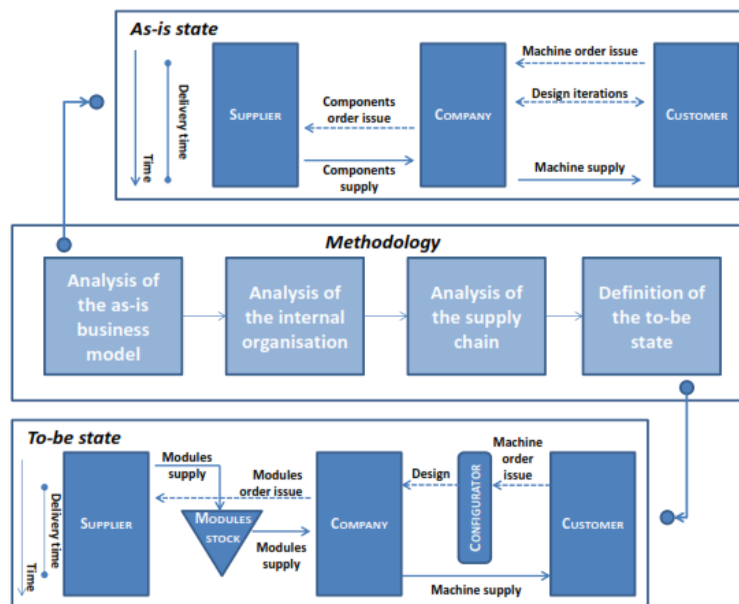 As-is state
Machine order issue
Delivery time
Time
SUPPLIER
Components
order issue
COMPANY
Design iterations
CUSTOMER
Components
supply
Machine supply
Methodology
Analysis of
the as-is
business
model
Analysis of
the internal
organisation
Analysis of
the supply
chain
Definition of
the to-be
state
To-be state
Modules
supply
Modules
order issue
Machine
order
issue
Design
Delivery time
Time
SUPPLIER
MODULES
STOCK
Modules
supply
COMPANY
CONFIGURATOR
CUSTOMER
Machine supply